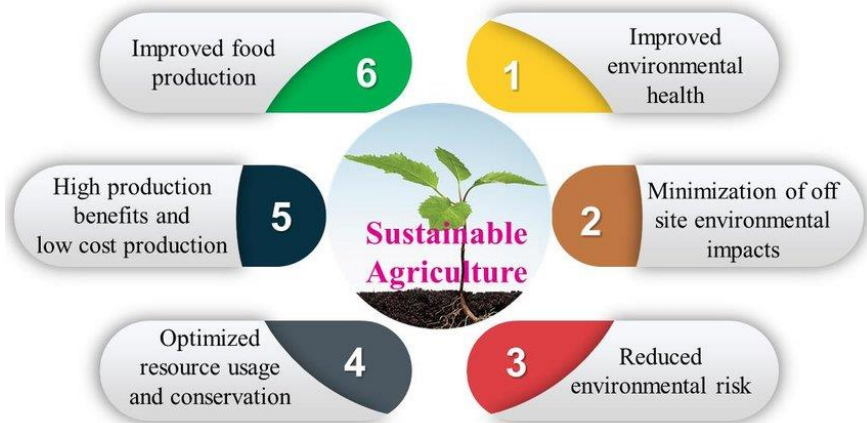 Improved food
production
6
1
Improved
environmental
health
High production
benefits and
low cost production
5
Sustainable
Agriculture
2
Minimization of off
site environmental
impacts
Optimized
resource usage
and conservation
4
3
Reduced
environmental risk